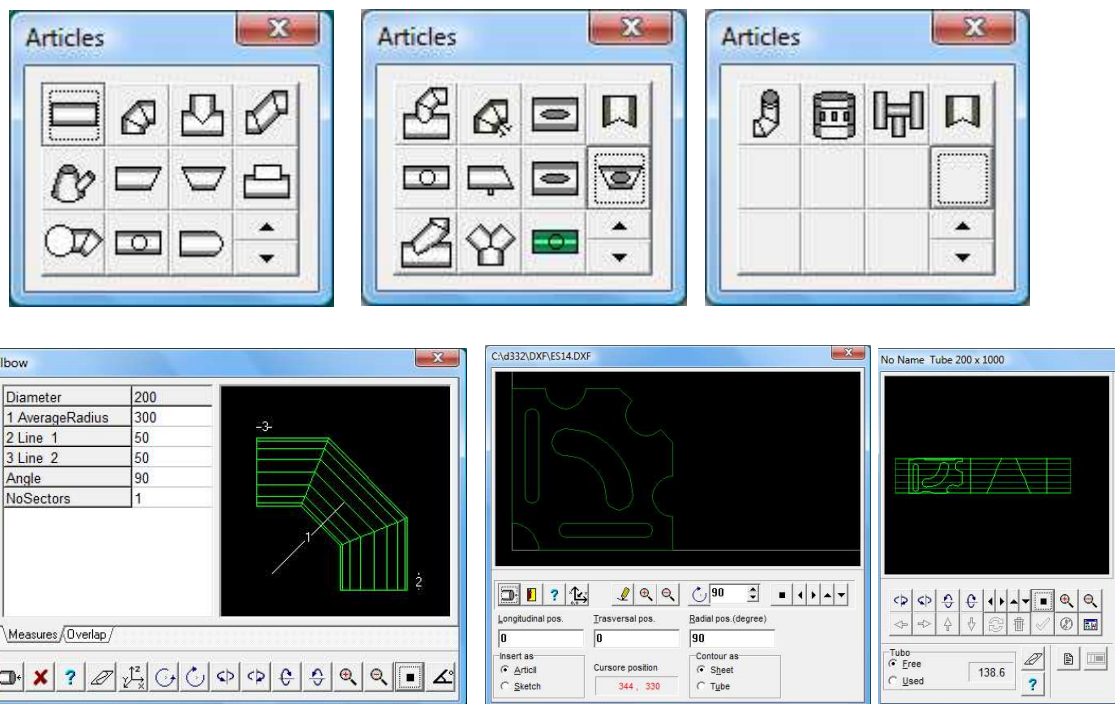 Articles
Articles
Articles
lbow
Diameter 200
1 AverageRadius 300
2 Line 1 50
3 Line 2 50
Angle 90
NoSectors 1
-3-
1
2
Measures Overlap
C:\d332\DXF\ES14.DXF
90
Longitudinal pos. Trasversal pos. Radial pos.(degree)
0 0 90
Insert as Cursore position Contour as
Articll Sheet
Sketch 344 , 330 Tube
No Name Tube 200 x 1000
Tubo
Free
Used
138.6